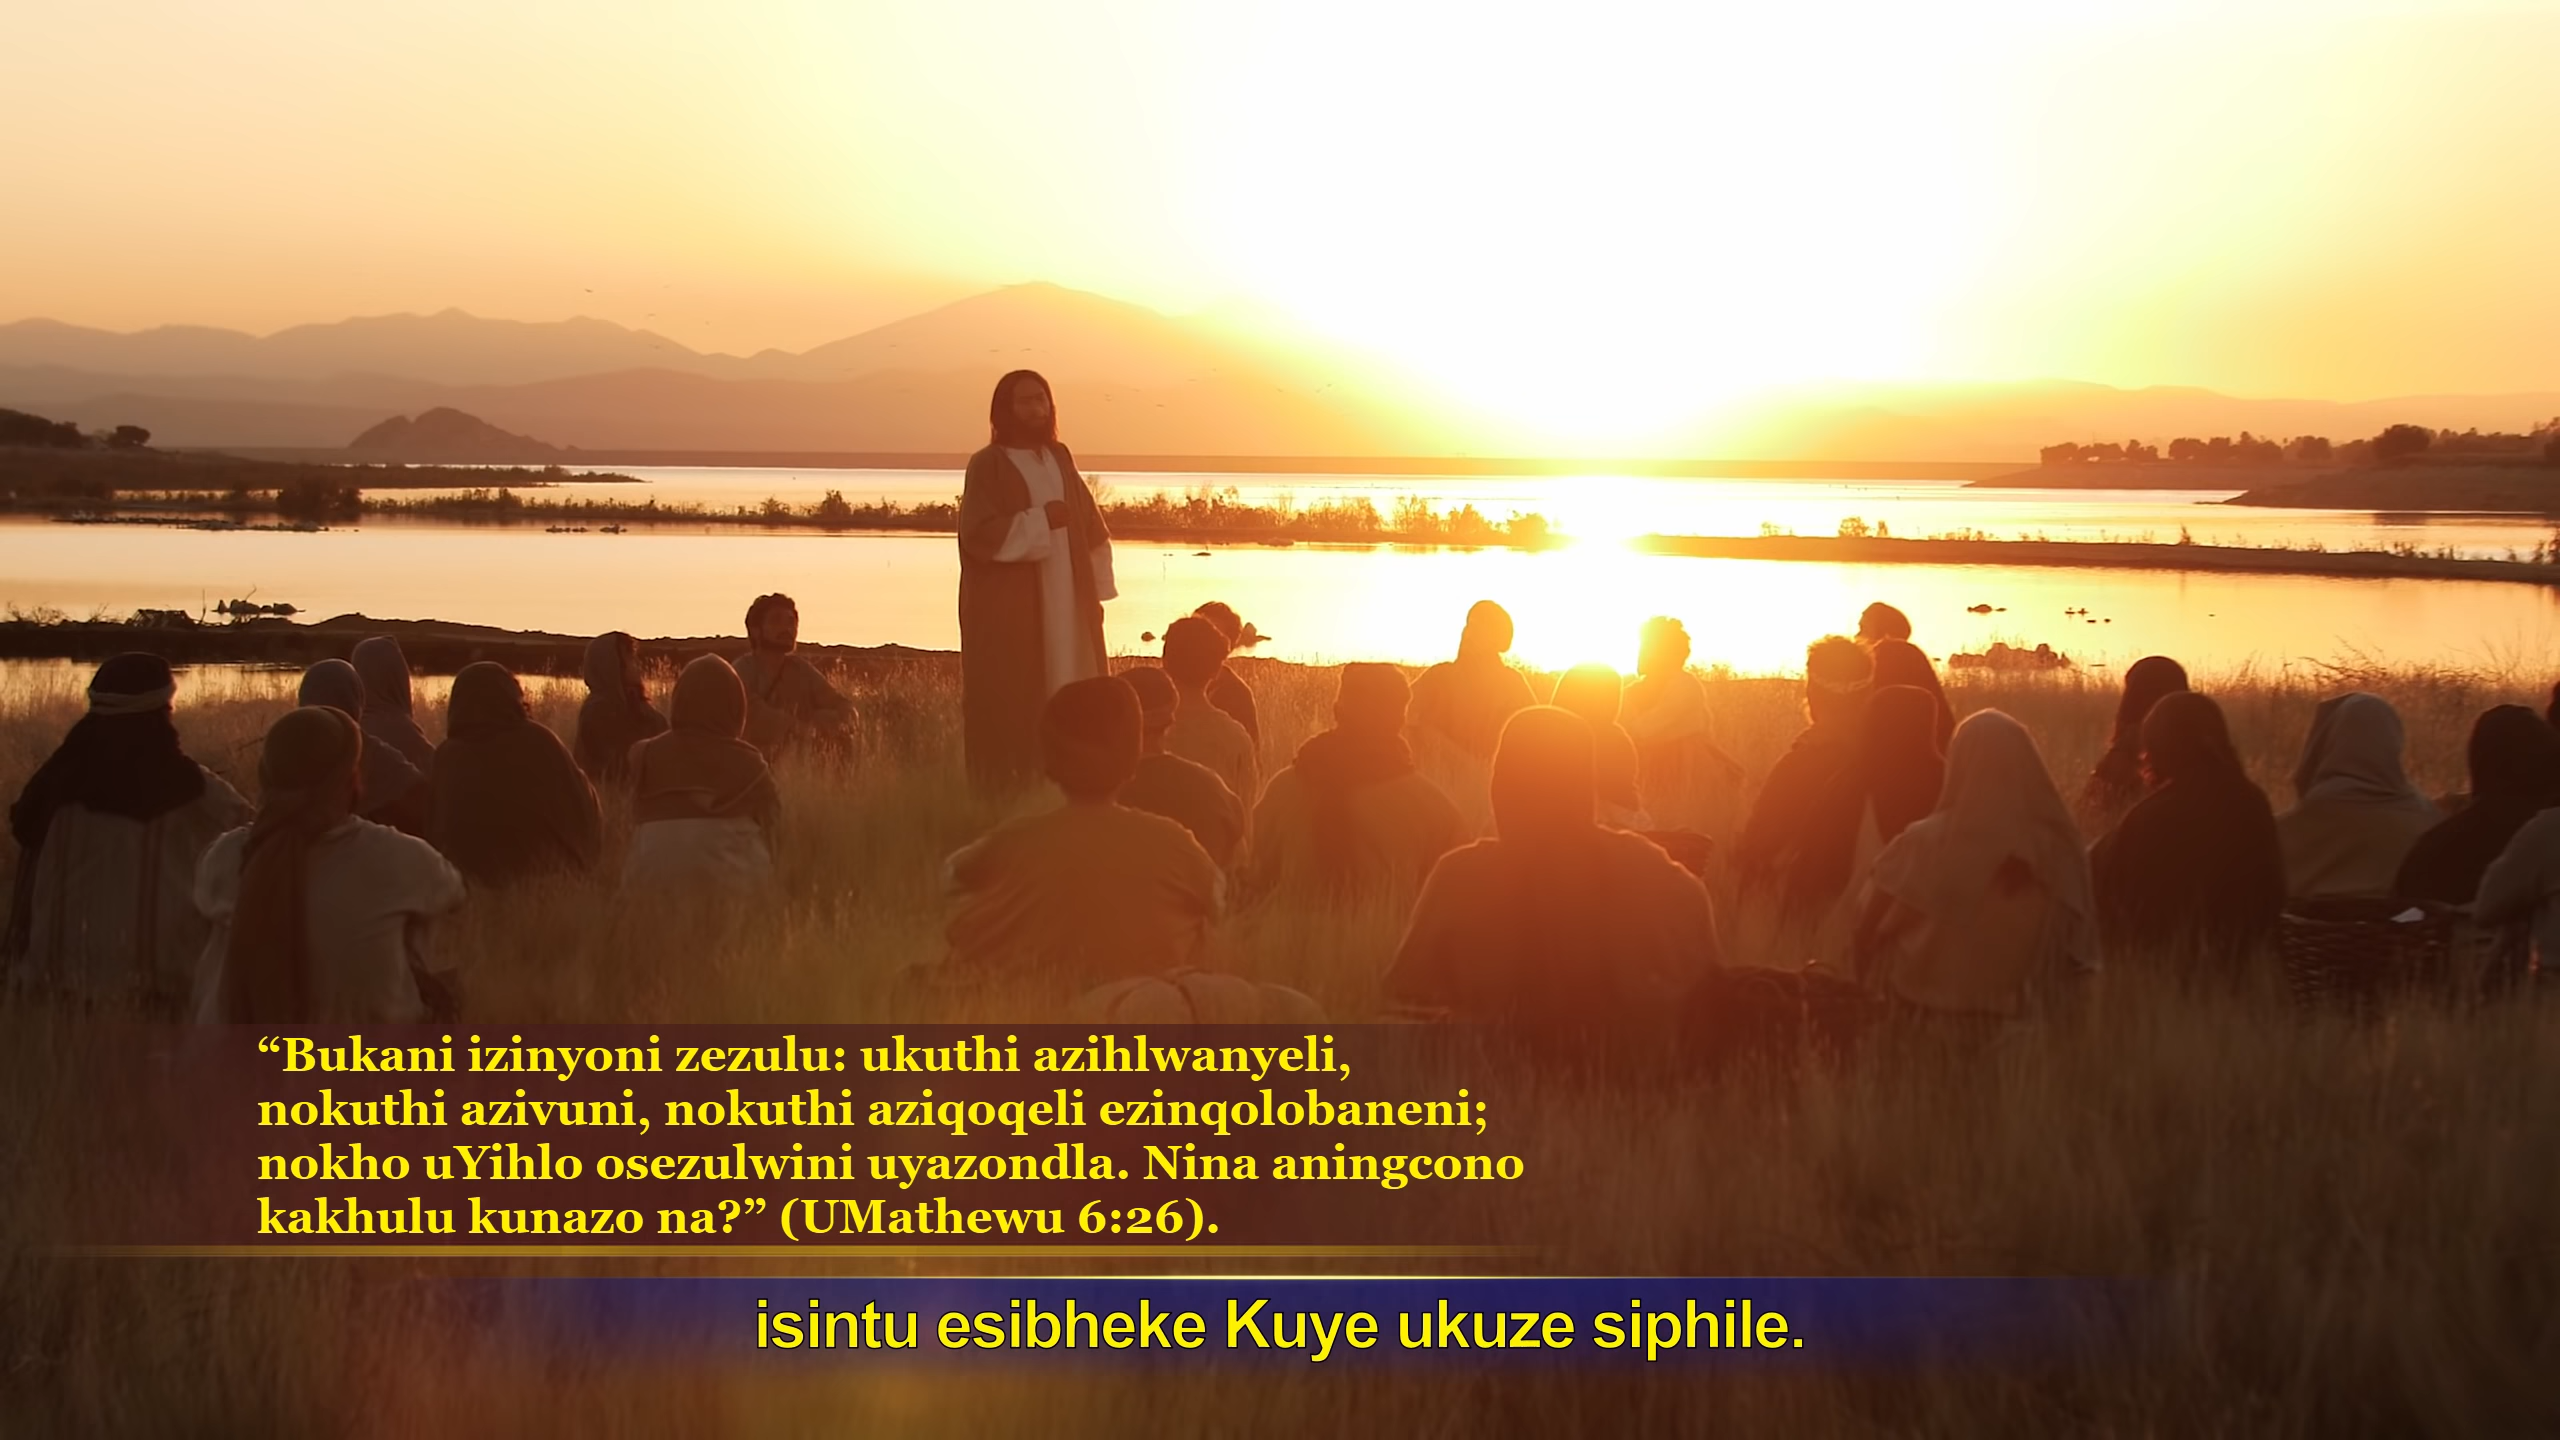 “Bukani izinyoni zezulu: ukuthi azihlwanyeli,
nokuthi azivuni, nokuthi aziqoqeli ezinqolobaneni;
nokho uYihlo osezulwini uyazondla. Nina aningcono
kakhulu kunazo na?” (UMathewu 6:26).
isintu esibheke Kuye ukuze siphile.